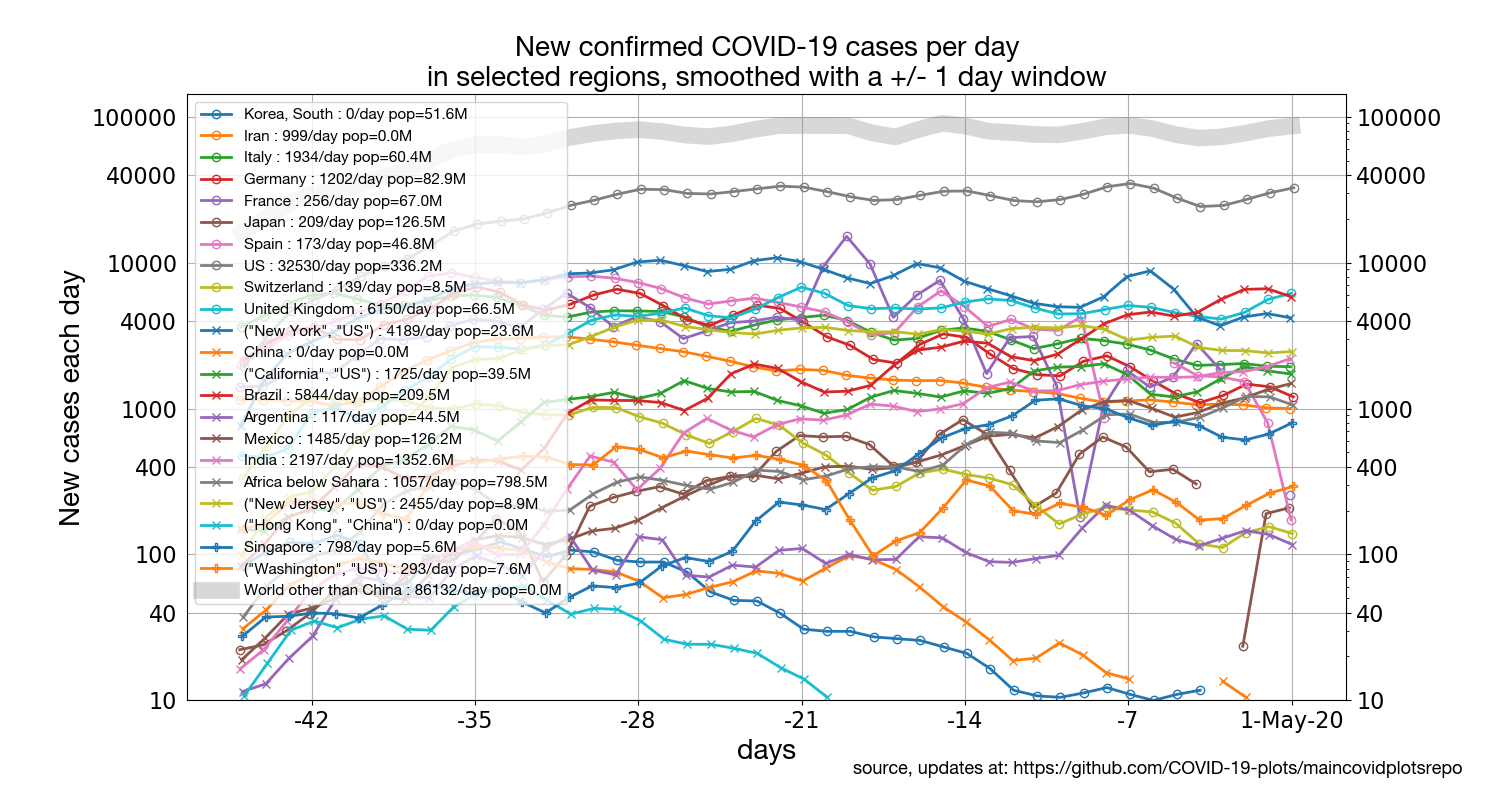 New confirmed COVID-19 cases per day
in selected regions, smoothed with a +/- 1 day window
Korea, South : 0/day pop=51.6M
Iran : 999/day pop=0.0M
Italy : 1934/day pop=60.4M
Germany : 1202/day pop=82.9M
France : 256/day pop=67.0M
Japan : 209/day pop=126.5M
Spain : 173/day pop=46.8M
US : 32530/day pop=336.2M
Switzerland : 139/day pop=8.5M
United Kingdom : 6150/day pop=66.5M
("New York", "US") : 4189/day pop=23.6M
China : 0/day pop=0.0M
("California", "US") : 1725/day pop=39.5M
Brazil : 5844/day pop=209.5M
Argentina : 117/day pop=44.5M
Mexico : 1485/day pop=126.2M
India : 2197/day pop=1352.6M
Africa below Sahara : 1057/day pop=798.5M
("New Jersey", "US") : 2455/day pop=8.9M
("Hong Kong", "China") : 0/day pop=0.0M
Singapore : 798/day pop=5.6M
("Washington", "US") : 293/day pop=7.6M
World other than China : 86132/day pop=0.0M
New cases each day
100000
40000
10000
4000
1000
400
100
40
10
100000
40000
10000
4000
1000
400
100
40
10
-42
-35
-28
-21
-14
-7
1-May-20
days
source, updates at: https://github.com/COVID-19-plots/maincovidplotsrepo